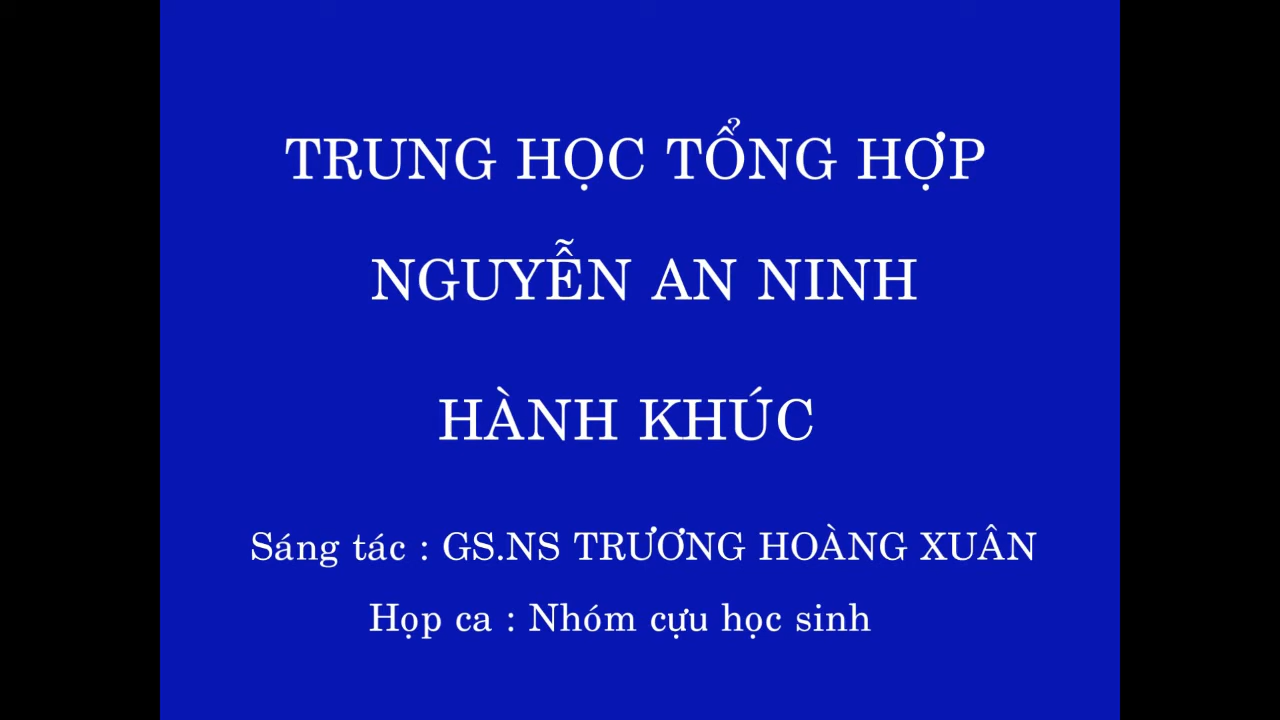 TRUNG HỌC TỔNG HỢP
NGUYỄN AN NINH
HÀNH KHÚC
Sáng tác : GS.NS TRƯƠNG HOÀNG XUÂN
Họp ca : Nhóm cựu học sinh